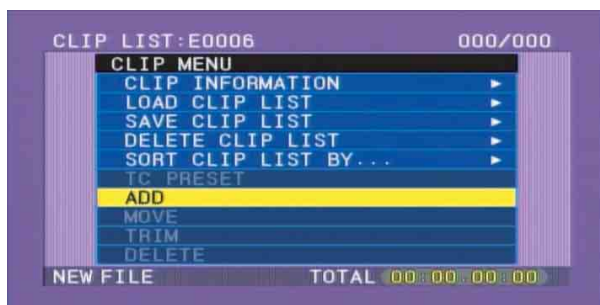 CLIP LIST:E0006 000/000
CLIP MENU
CLIP INFORMATION
LOAD CLIP LIST
SAVE CLIP LIST
DELETE CLIP LIST
SORT CLIP LIST BY...
TC PRESET
ADD
MOVE
TRIM
DELETE
NEW FILE TOTAL 00:00:00:00